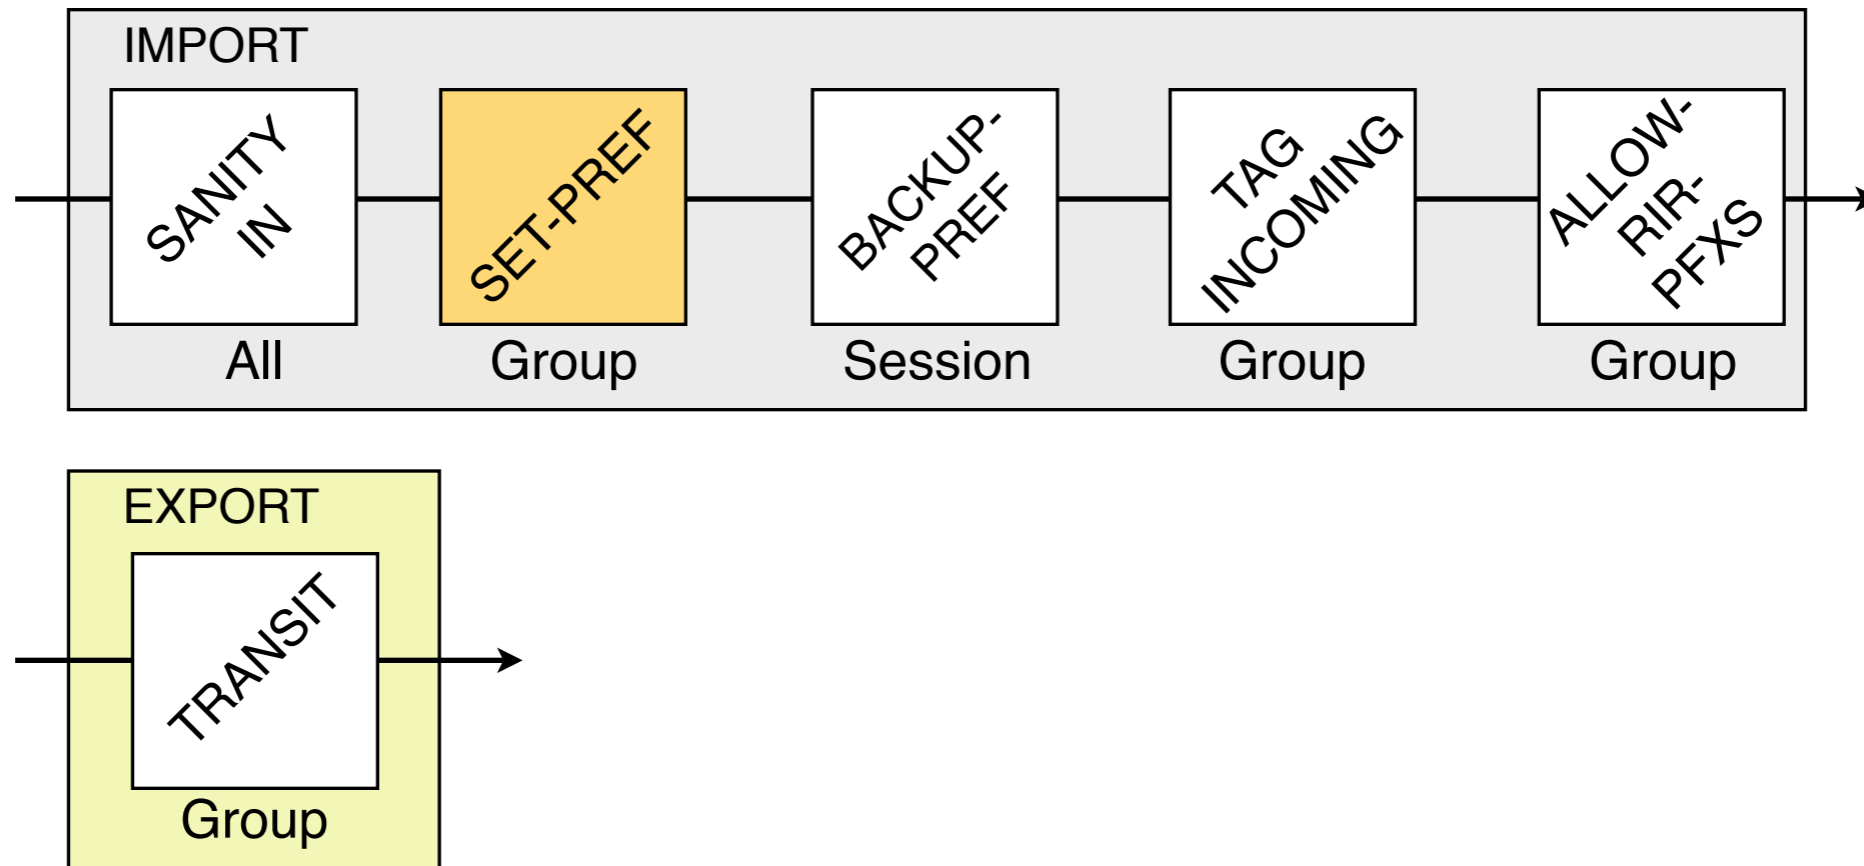 IMPORT
SANITY
IN
SET-PREF
BACKUP-
PREF
TAG
INCOMING
ALLOW-
RIR-
PFXS
All
Group
Session
Group
Group
EXPORT
TRANSIT
Group